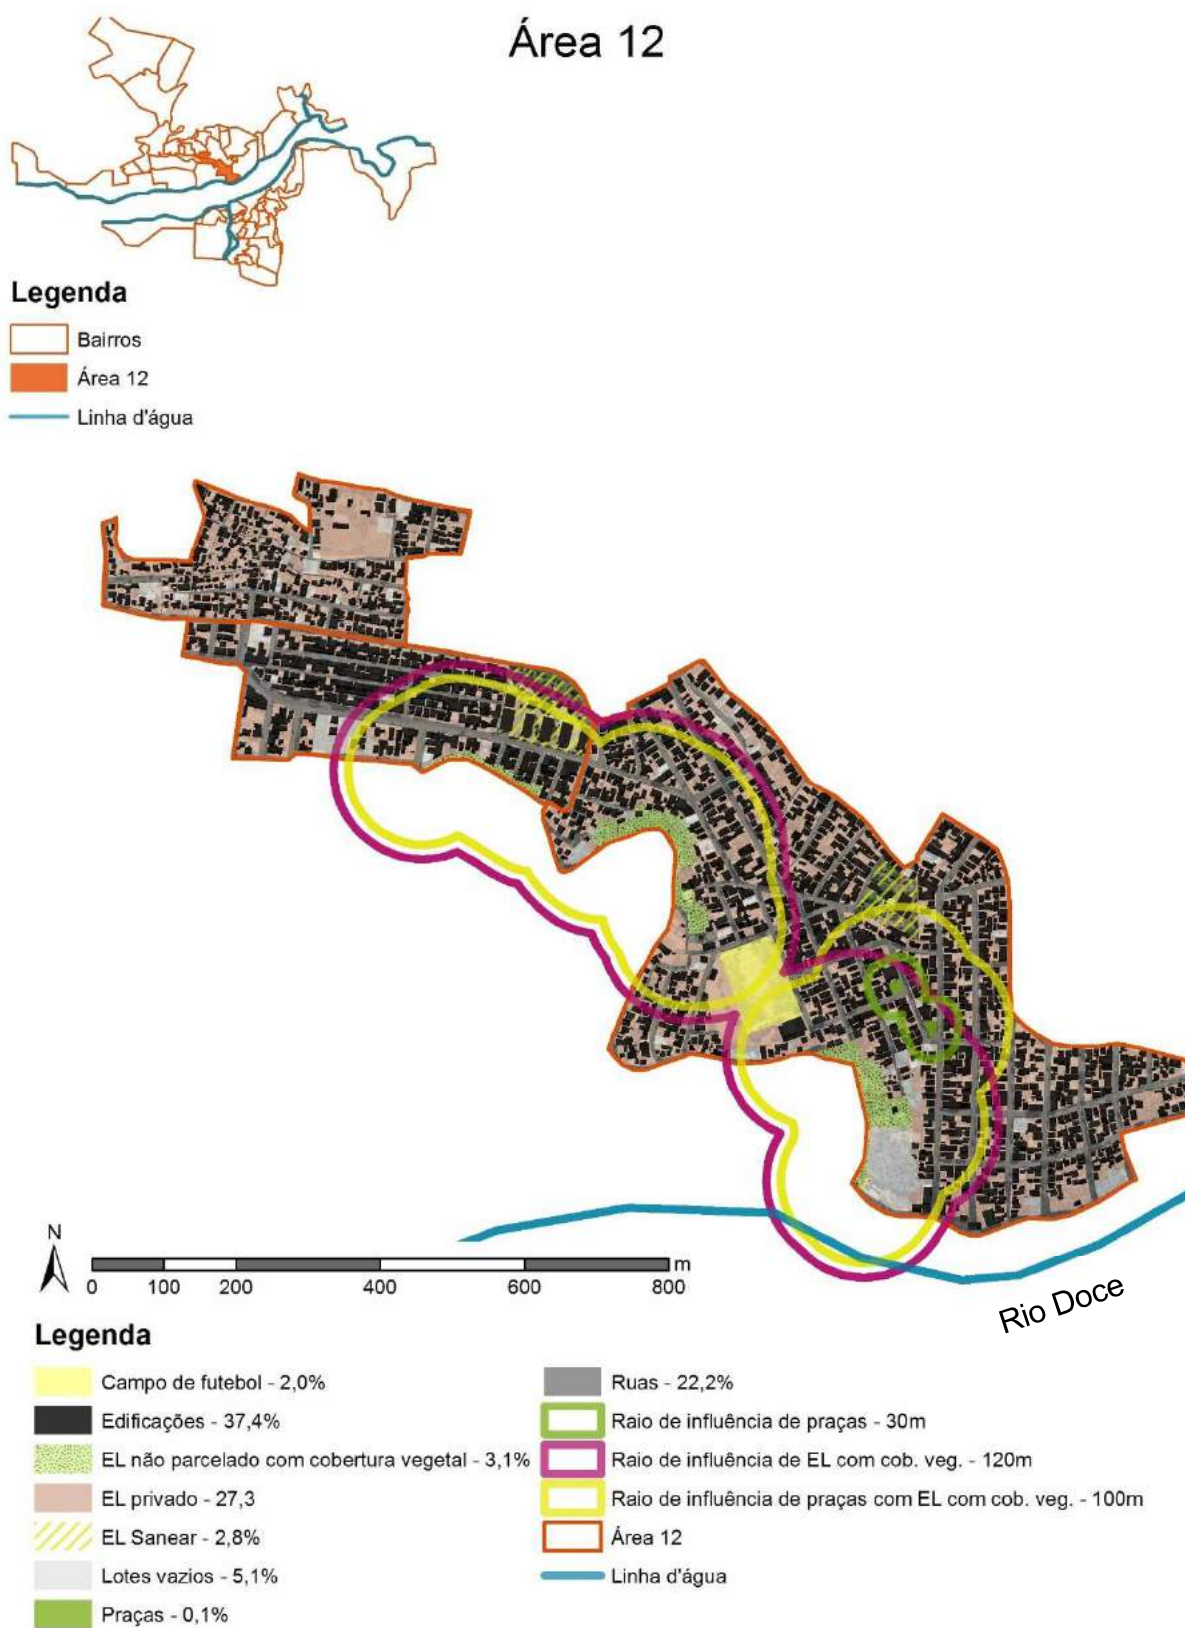 Área 12
Legenda
Bairros
Área 12
Linha d'água
N
m
0 100 200 400 600 800
Rio Doce
Legenda
Campo de futebol - 2,0%
Edificações - 37,4%
EL não parcelado com cobertura vegetal - 3,1%
EL privado - 27,3
EL Sanear - 2,8%
Lotes vazios - 5,1%
Praças - 0,1%
Ruas - 22,2%
Raio de influência de praças - 30m
Raio de influência de EL com cob. veg. - 120m
Raio de influência de praças com EL com cob. veg. - 100m
Área 12
Linha d'água